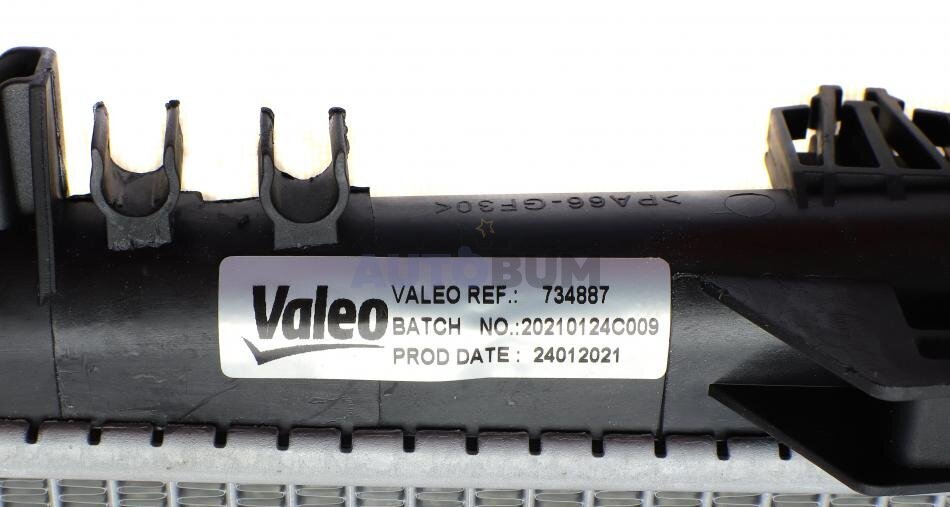 >PA66-GF30<
AUTOBUM
Valeo
VALEO REF.: 734887
BATCH NO.:20210124C009
PROD DATE : 24012021